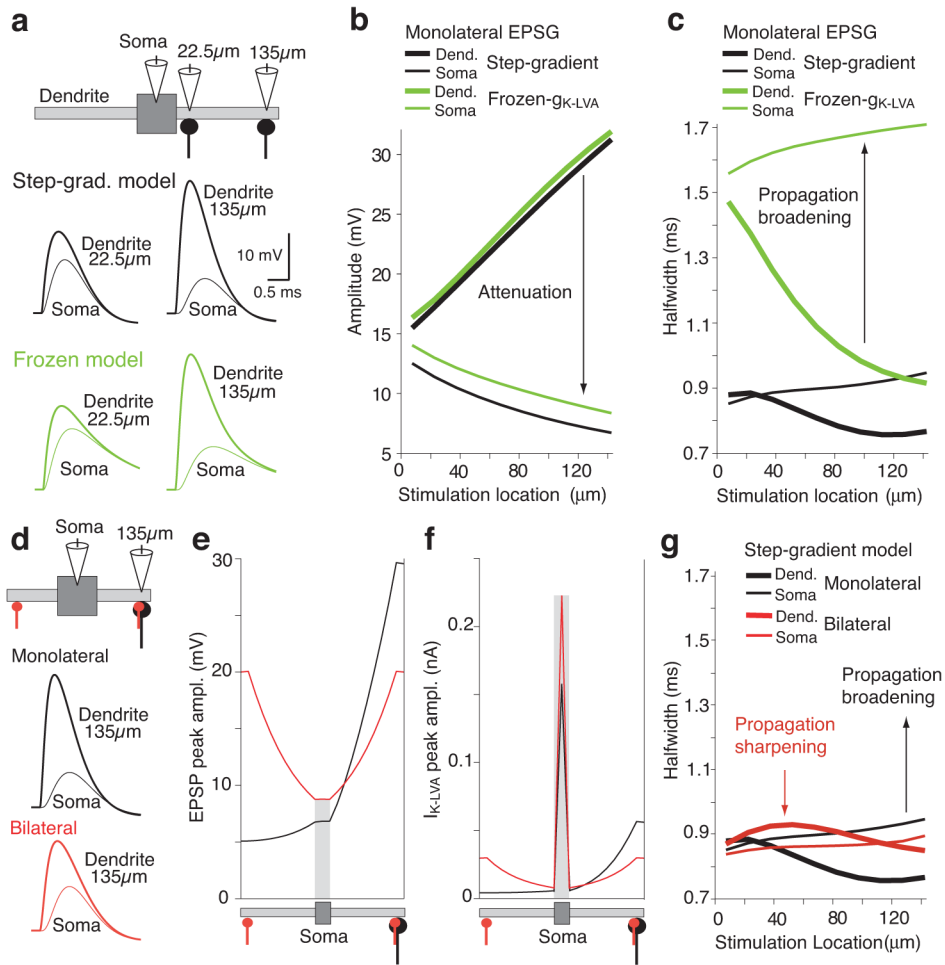 a
Soma
22.5µm
135µm
Dendrite
Step-grad. model
Dendrite
135µm
Dendrite
22.5µm
Soma
Soma
10 mV
0.5 ms
Frozen model
Dendrite
22.5µm
Dendrite
135µm
Soma
Soma
b
Monolateral EPSG
Dend.
Soma
Step-gradient
Dend.
Soma
Frozen-gK-LVA
Amplitude (mV)
30
25
20
15
10
5
Attenuation
0
40
80
120
Stimulation location (µm)
c
Monolateral EPSG
Dend.
Soma
Step-gradient
Dend.
Soma
Frozen-gK-LVA
Halfwidth (ms)
1.7
1.5
1.3
1.1
0.9
0.7
Propagation
broadening
0
40
80
120
Stimulation location (µm)
d
Soma
135µm
Monolateral
Dendrite
135µm
Soma
Bilateral
Dendrite
135µm
Soma
e
EPSP peak ampl. (mV)
30
20
10
0
Soma
f
IK-LVA peak ampl. (nA)
0.2
0.1
0
Soma
g
Step-gradient model
Dend.
Soma
Monolateral
Dend.
Soma
Bilateral
Halfwidth (ms)
1.7
1.5
1.3
1.1
0.9
0.7
Propagation
broadening
Propagation
sharpening
0
40
80
120
Stimulation Location(µm)